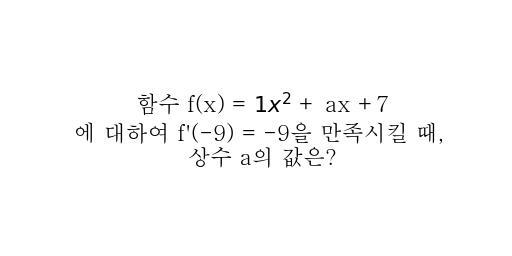 함수 f(x) = 1x² + ax + 7
에 대하여 f'(-9) = -9을 만족시킬 때,
상수 a의 값은?